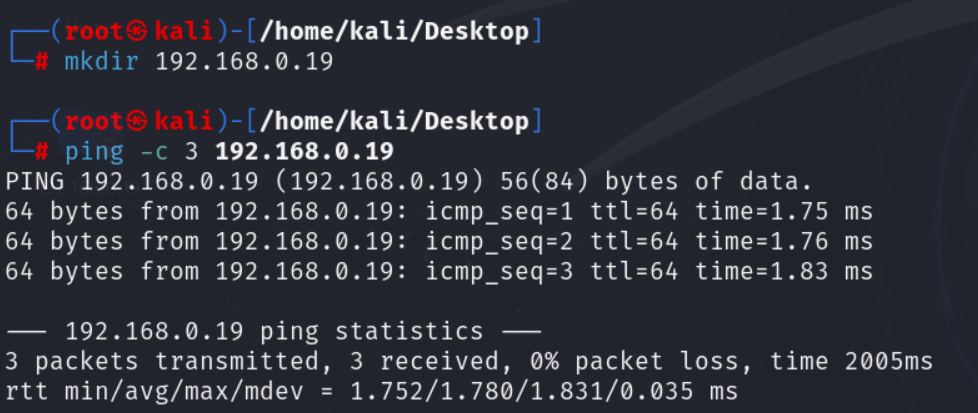 ┌──(root㉿kali)-[/home/kali/Desktop]
└─# mkdir 192.168.0.19
┌──(root㉿kali)-[/home/kali/Desktop]
└─# ping -c 3 192.168.0.19
PING 192.168.0.19 (192.168.0.19) 56(84) bytes of data.
64 bytes from 192.168.0.19: icmp_seq=1 ttl=64 time=1.75 ms
64 bytes from 192.168.0.19: icmp_seq=2 ttl=64 time=1.76 ms
64 bytes from 192.168.0.19: icmp_seq=3 ttl=64 time=1.83 ms
--- 192.168.0.19 ping statistics ---
3 packets transmitted, 3 received, 0% packet loss, time 2005ms
rtt min/avg/max/mdev = 1.752/1.780/1.831/0.035 ms